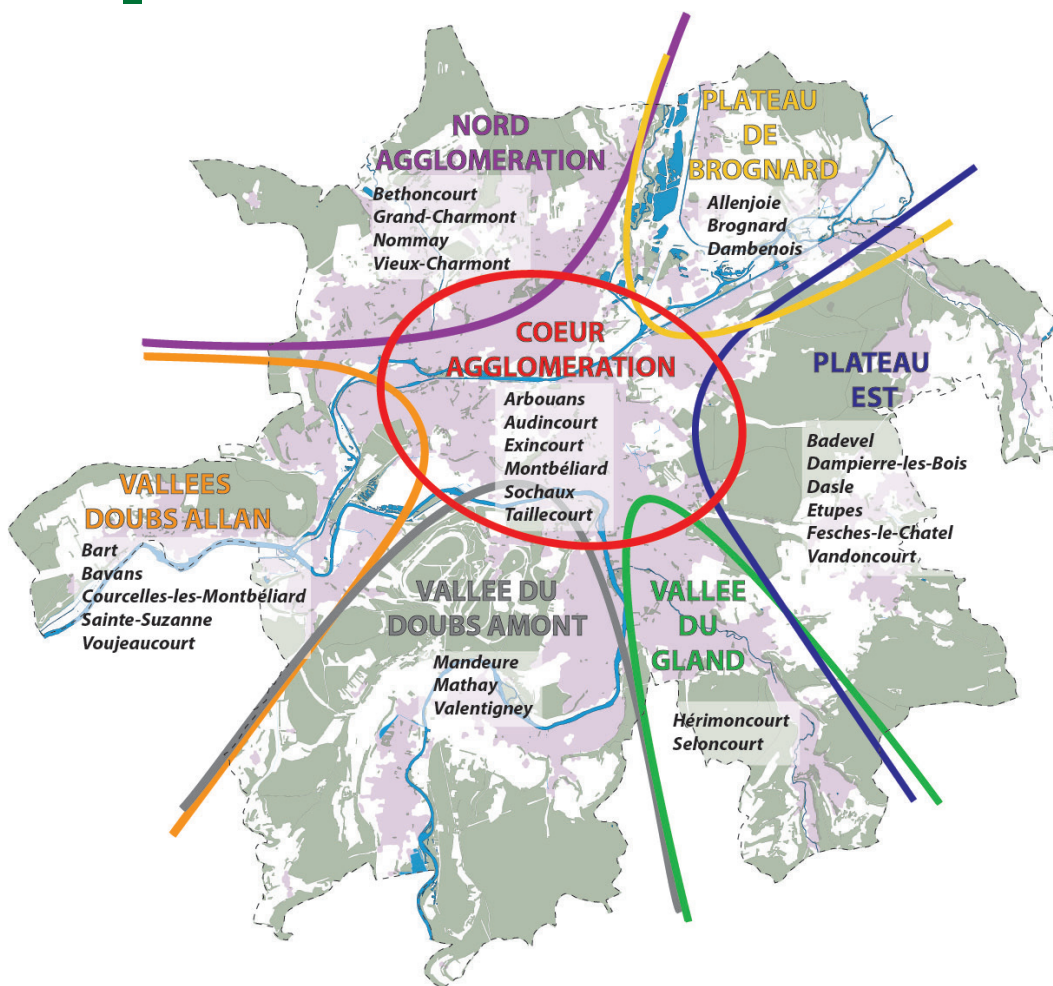 NORD
AGGLOMERATION
Bethoncourt
Grand-Charmont
Nommay
Vieux-Charmont
PLATEAU
DE
BROGNARD
Allenjoie
Brognard
Dambenois
COEUR
AGGLOMERATION
Arbouans
Audincourt
Exincourt
Montbéliard
Sochaux
Taillecourt
PLATEAU
EST
Badevel
Dampierre-les-Bois
Dasle
Etupes
Fesches-le-Chatel
Vandoncourt
VALLEES
DOUBS ALLAN
Bart
Bavans
Courcelles-les-Montbéliard
Sainte-Suzanne
Voujeaucourt
VALLEE DU
DOUBS AMONT
Mandeure
Mathay
Valentigney
VALLEE
DU
GLAND
Hérimoncourt
Seloncourt